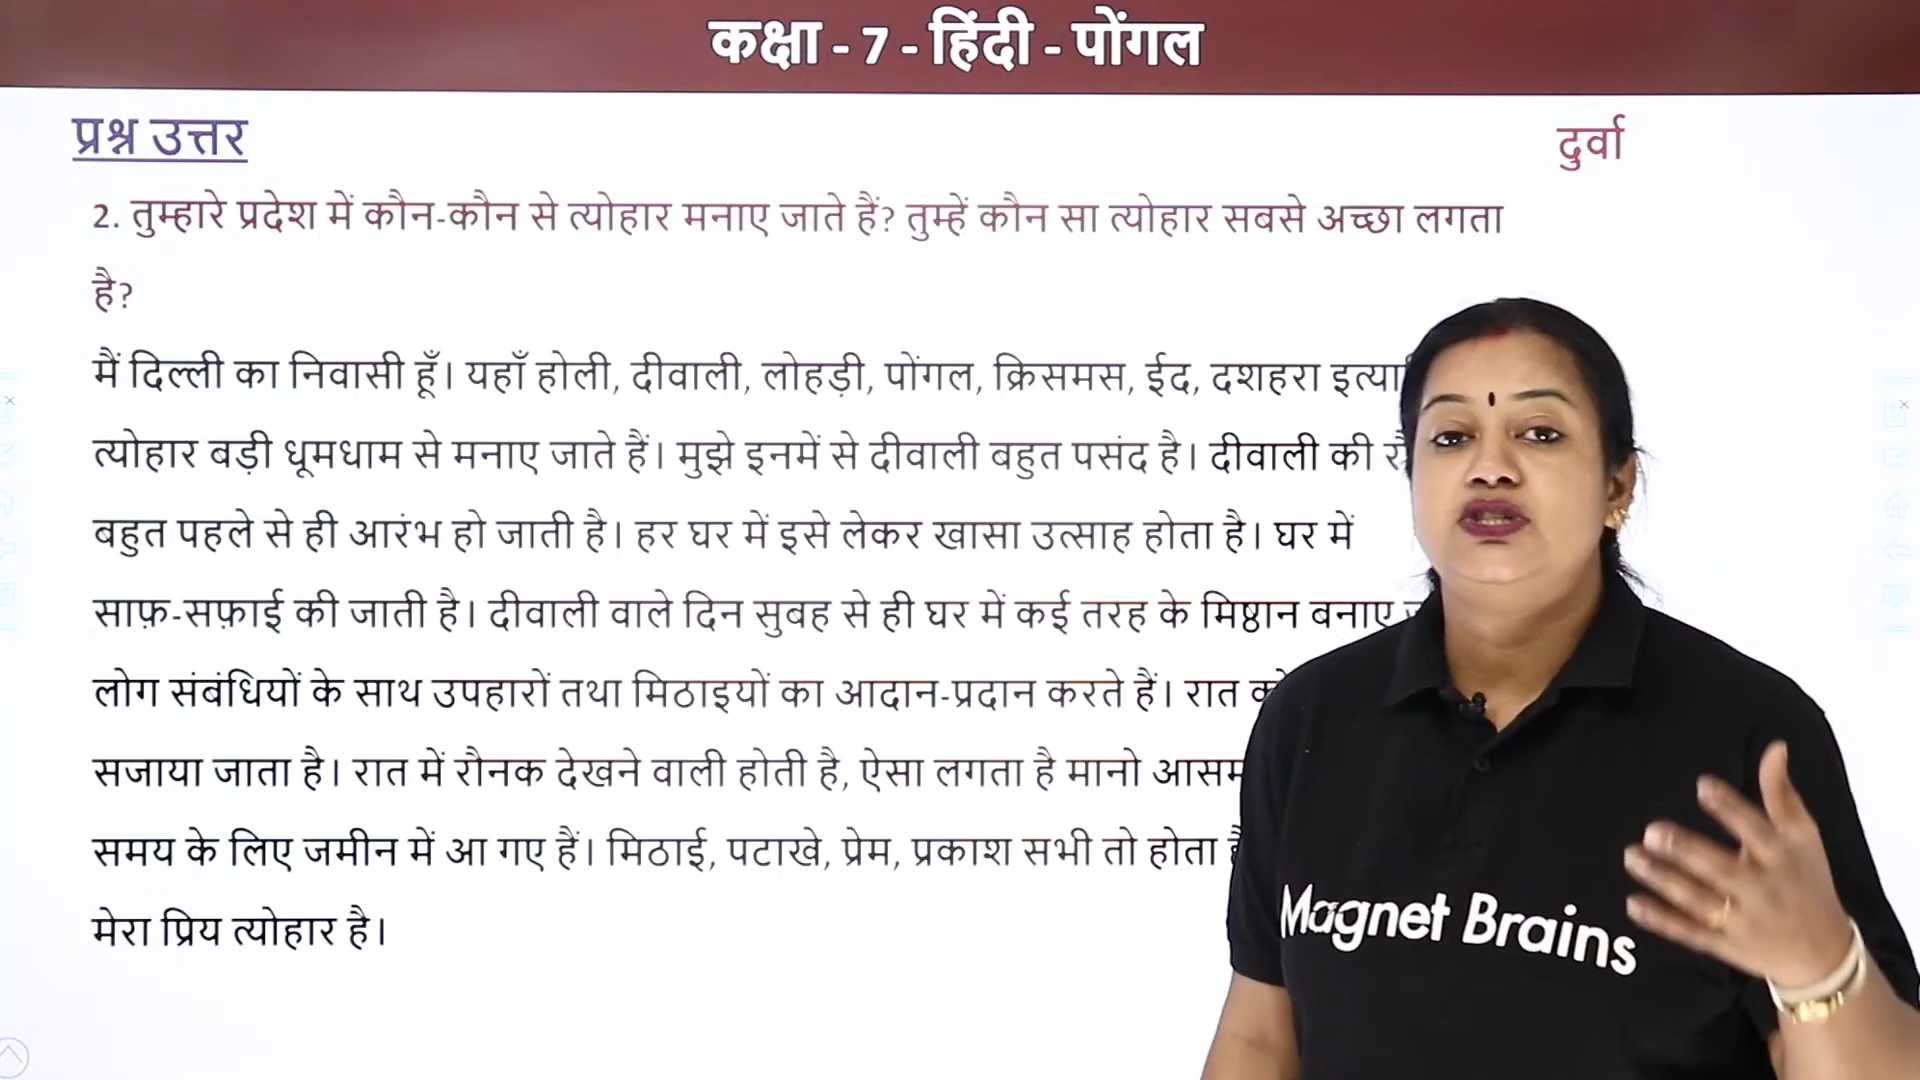 कक्षा - 7 - हिंदी - पोंगल
प्रश्न उत्तर
दुर्वा
2. तुम्हारे प्रदेश में कौन-कौन से त्योहार मनाए जाते हैं? तुम्हें कौन सा त्योहार सबसे अच्छा लगता
है?
मैं दिल्ली का निवासी हूँ। यहाँ होली, दीवाली, लोहड़ी, पोंगल, क्रिसमस, ईद, दशहरा
त्योहार बड़ी धूमधाम से मनाए जाते हैं। मुझे इनमें से दीवाली बहुत पसंद है। दीवाली की
बहुत पहले से ही आरंभ हो जाती है। हर घर में इसे लेकर खासा उत्साह होता है। घर में
साफ़-सफ़ाई की जाती है। दीवाली वाले दिन सुबह से ही घर में कई तरह के मिष्ठान बनाए
लोग संबंधियों के साथ उपहारों तथा मिठाइयों का आदान-प्रदान करते हैं। रात
सजाया जाता है। रात में रौनक देखने वाली होती है, ऐसा लगता है मानो
समय के लिए जमीन में आ गए हैं। मिठाई, पटाखे, प्रेम, प्रकाश सभी तो होता
मेरा प्रिय त्योहार है।
Magnet Brains